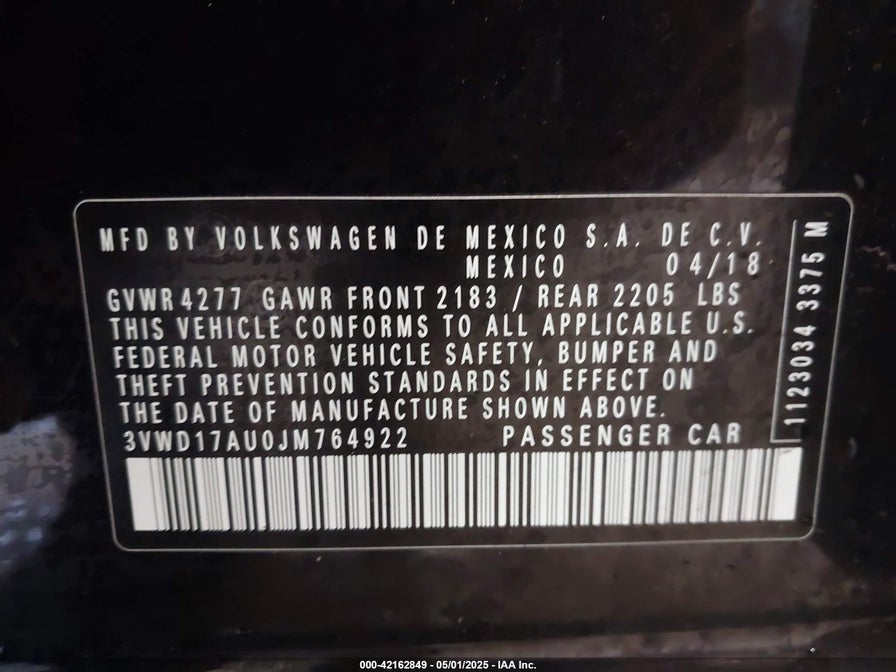 MFD BY VOLKSWAGEN DE MEXICO S.A. DE C.V.
MEXICO 04/18
GVWR 4277 GAWR FRONT 2183 / REAR 2205 LBS
THIS VEHICLE CONFORMS TO ALL APPLICABLE U.S.
FEDERAL MOTOR VEHICLE SAFETY, BUMPER AND
THEFT PREVENTION STANDARDS IN EFFECT ON
THE DATE OF MANUFACTURE SHOWN ABOVE.
3VWD17AU0JM764922 PASSENGER CAR
1123034 3375 M
000-42162849 - 05/01/2025 - IAA Inc.